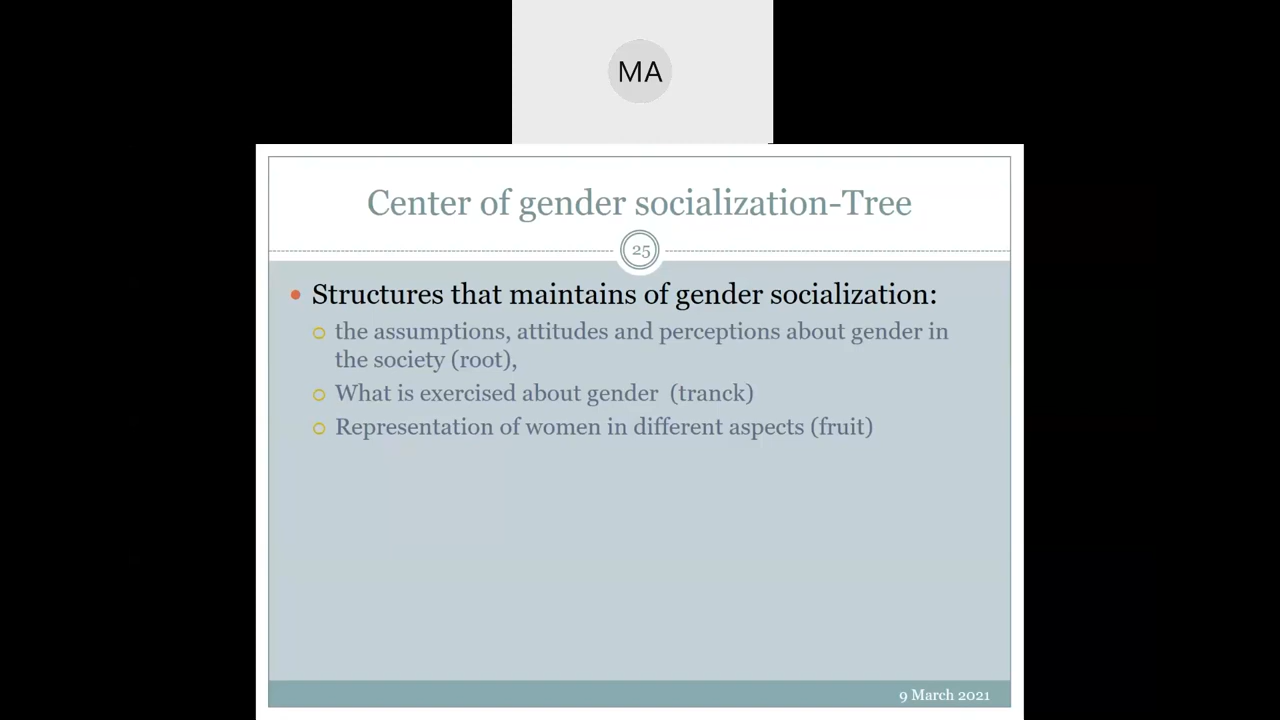 MA
Center of gender socialization-Tree
25
Structures that maintains of gender socialization:
the assumptions, attitudes and perceptions about gender in
the society (root),
What is exercised about gender (tranck)
Representation of women in different aspects (fruit)
9 March 2021